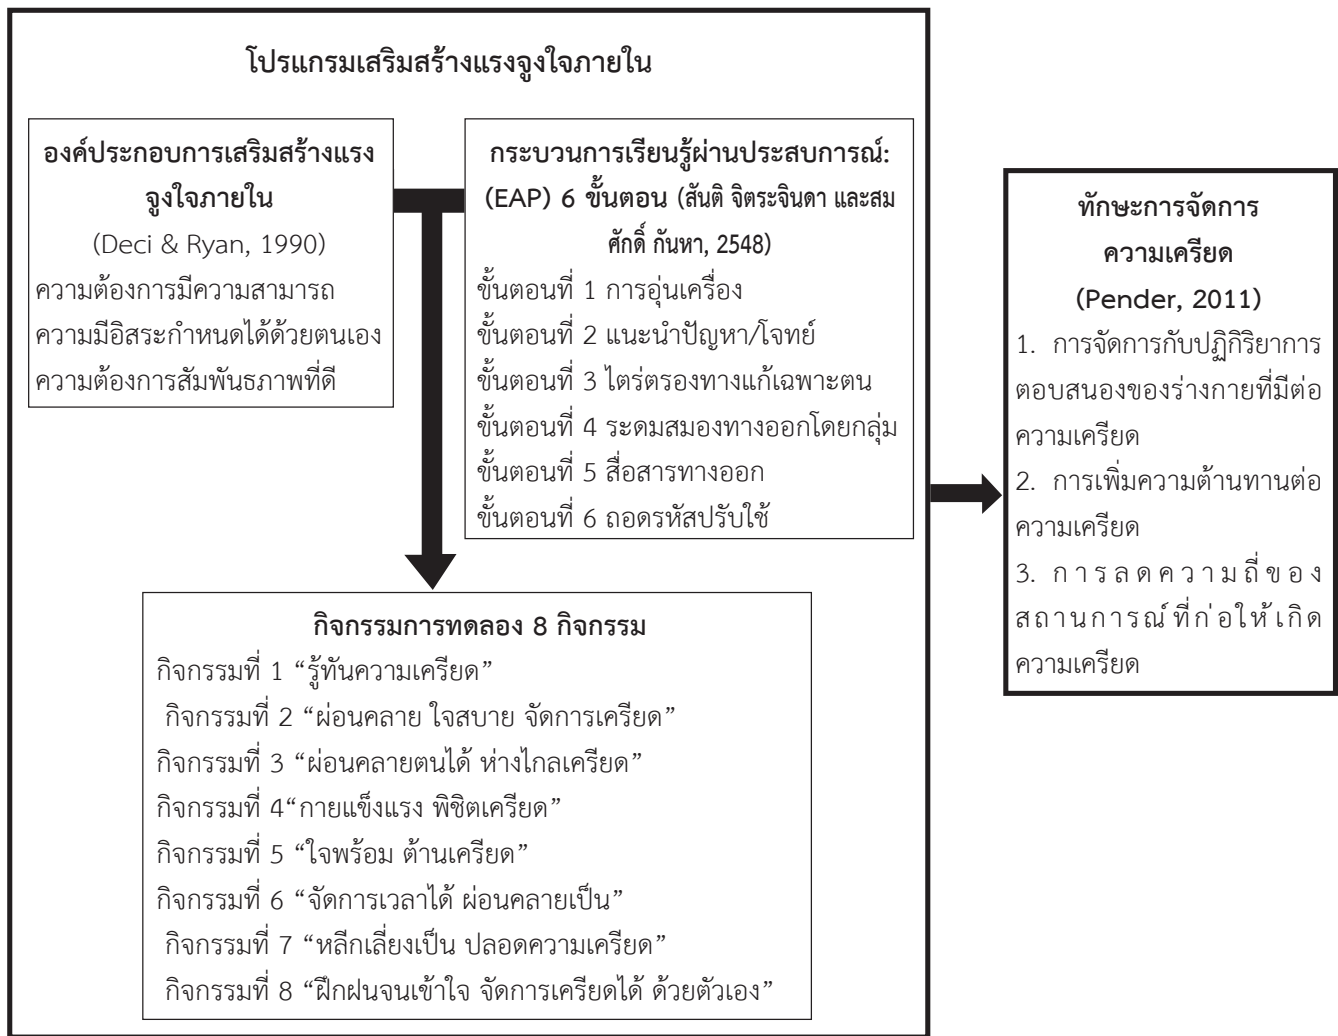 โปรแกรมเสริมสร้างแรงจูงใจภายใน
องค์ประกอบการเสริมสร้างแรง
จูงใจภายใน
(Deci & Ryan, 1990)
ความต้องการมีความสามารถ
ความมีอิสระกำหนดได้ด้วยตนเอง
ความต้องการสัมพันธภาพที่ดี
กระบวนการเรียนรู้ผ่านประสบการณ์:
(EAP) 6 ขั้นตอน (สันติ จิตระจินดา และสม
ศักดิ์ กันหา, 2548)
ขั้นตอนที่ 1 การอุ่นเครื่อง
ขั้นตอนที่ 2 แนะนำปัญหา/โจทย์
ขั้นตอนที่ 3 ไตร่ตรองทางแก้เฉพาะตน
ขั้นตอนที่ 4 ระดมสมองทางออกโดยกลุ่ม
ขั้นตอนที่ 5 สื่อสารทางออก
ขั้นตอนที่ 6 ถอดรหัสปรับใช้
กิจกรรมการทดลอง 8 กิจกรรม
กิจกรรมที่ 1 “รู้ทันความเครียด”
กิจกรรมที่ 2 “ผ่อนคลาย ใจสบาย จัดการเครียด”
กิจกรรมที่ 3 “ผ่อนคลายตนได้ ห่างไกลเครียด”
กิจกรรมที่ 4“กายแข็งแรง พิชิตเครียด”
กิจกรรมที่ 5 “ใจพร้อม ต้านเครียด”
กิจกรรมที่ 6 “จัดการเวลาได้ ผ่อนคลายเป็น”
กิจกรรมที่ 7 “หลีกเลี่ยงเป็น ปลอดความเครียด”
กิจกรรมที่ 8 “ฝึกฝนจนเข้าใจ จัดการเครียดได้ ด้วยตัวเอง”
ทักษะการจัดการ
ความเครียด
(Pender, 2011)
1. การจัดการกับปฏิกิริยาการ
ตอบสนองของร่างกายที่มีต่อ
ความเครียด
2. การเพิ่มความต้านทานต่อ
ความเครียด
3. การลดความถี่ของ
สถานการณ์ที่ก่อให้เกิด
ความเครียด